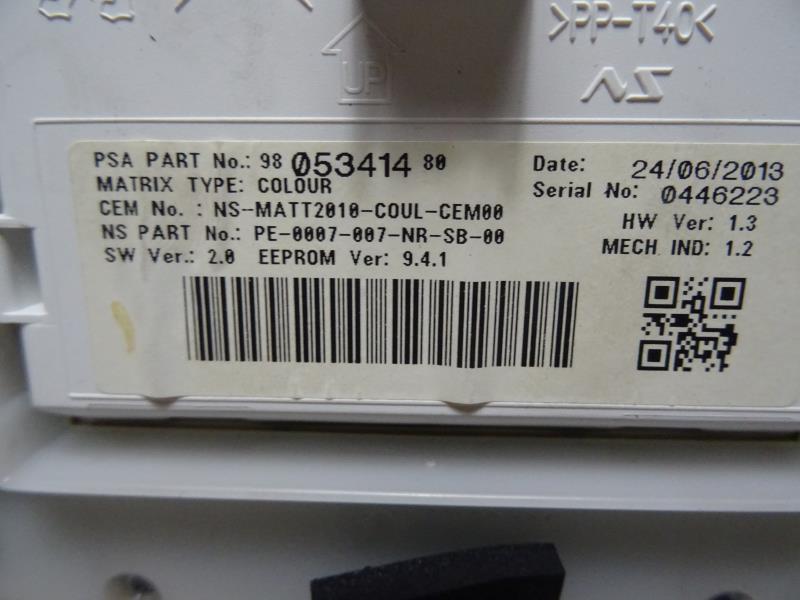 >PP-T40<
UP
NS
PSA PART No.: 98 053414 80
MATRIX TYPE: COLOUR
CEM No. : NS-MATT2010-COUL-CEM00
NS PART No.: PE-0007-007-NR-SB-00
SW Ver.: 2.0 EEPROM Ver: 9.4.1
Date: 24/06/2013
Serial No: 0446223
HW Ver: 1.3
MECH IND: 1.2